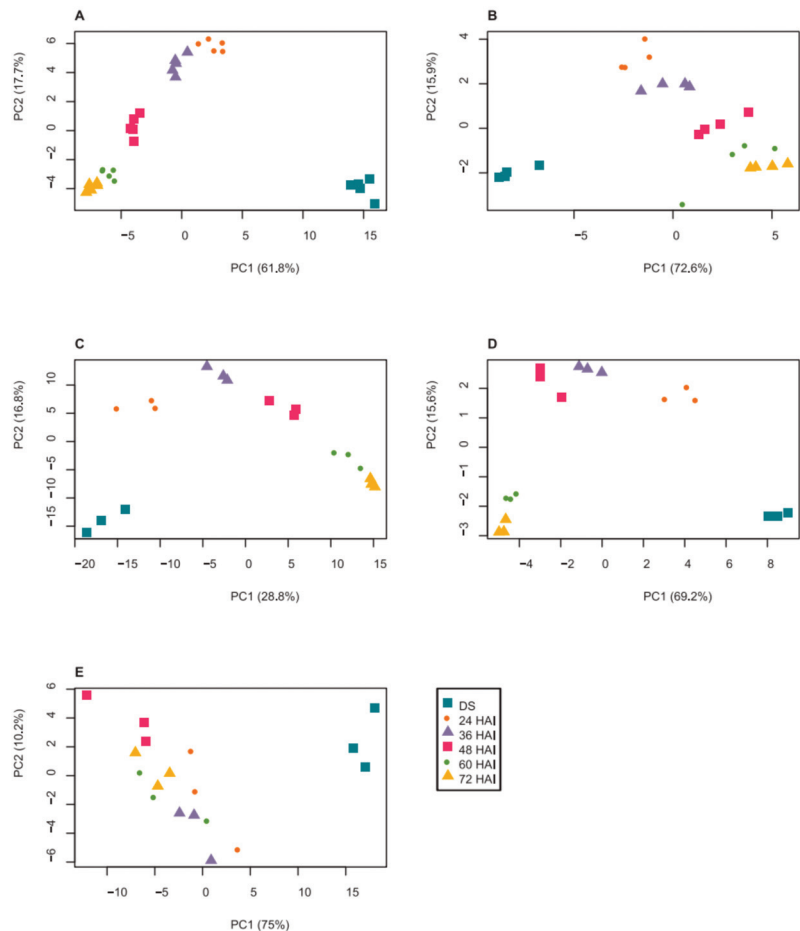 A
PC2 (17.7%)
6
4
2
0
−2
−4
−5
0
5
10
15
PC1 (61.8%)
B
PC2 (15.9%)
4
2
0
−2
−5
0
5
PC1 (72.6%)
C
PC2 (16.8%)
10
5
0
−5
−10
−15
−20
−15
−10
−5
0
5
10
15
PC1 (28.8%)
D
PC2 (15.6%)
2
1
0
−1
−2
−3
−4
−2
0
2
4
6
8
PC1 (69.2%)
E
PC2 (10.2%)
6
4
2
0
−2
−4
−6
−10
−5
0
5
10
15
PC1 (75%)
DS
24 HAI
36 HAI
48 HAI
60 HAI
72 HAI